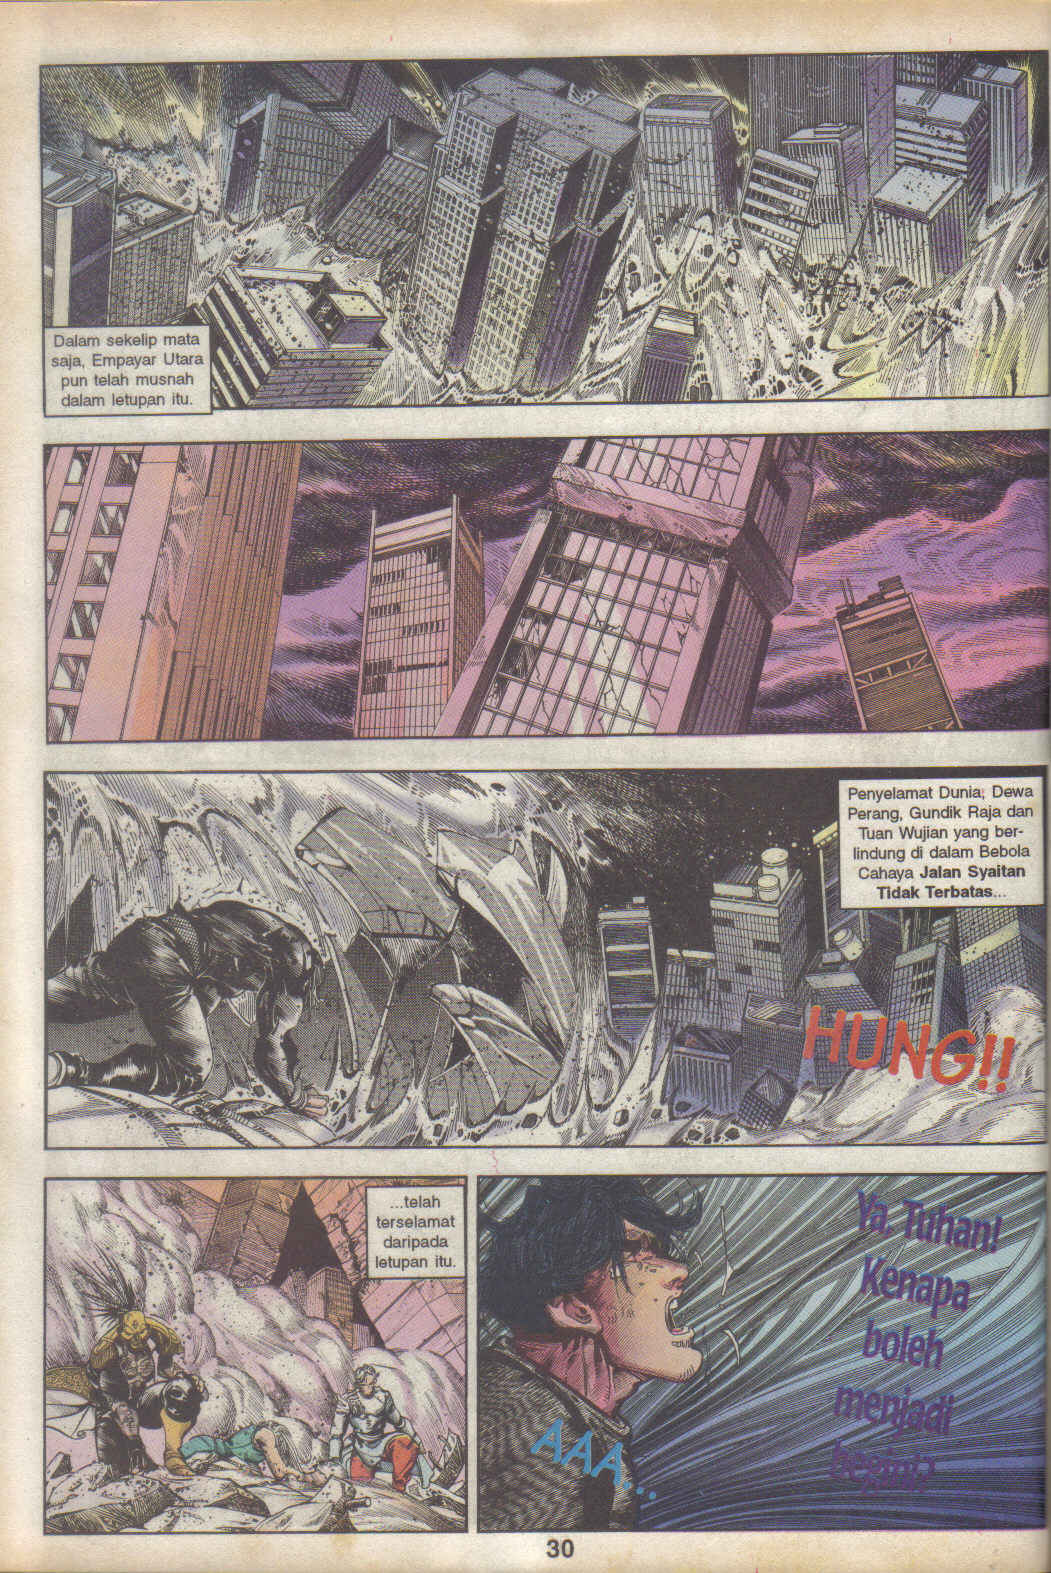 Dalam sekelip mata
saja, Empayar Utara
pun telah musnah
dalam letupan itu.
Penyelamat Dunia, Dewa
Perang, Gundik Raja dan
Tuan Wujian yang ber-
lindung di dalam Bebola
Cahaya Jalan Syaitan
Tidak Terbatas...
HUNG!!
...telah
terselamat
daripada
letupan itu.
Ya, Tuhan!
Kenapa
boleh
menjadi
begini?
AAA...
30